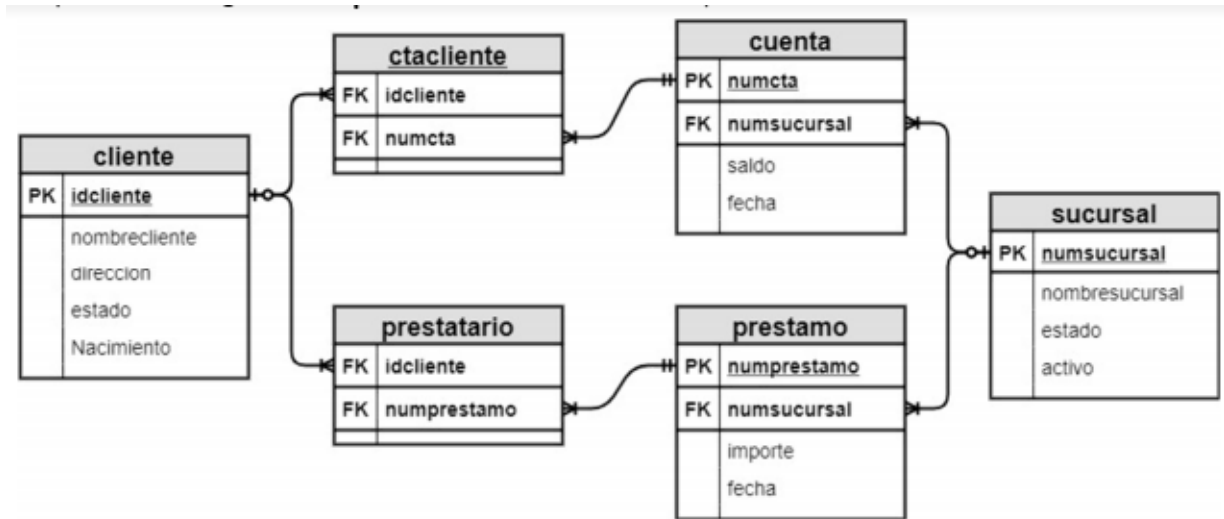 cliente
PK idcliente
nombrecliente
direccion
estado
Nacimiento
ctacliente
FK idcliente
FK numcta
prestatario
FK idcliente
FK numprestamo
cuenta
PK numcta
FK numsucursal
saldo
fecha
prestamo
PK numprestamo
FK numsucursal
importe
fecha
sucursal
PK numsucursal
nombresucursal
estado
activo